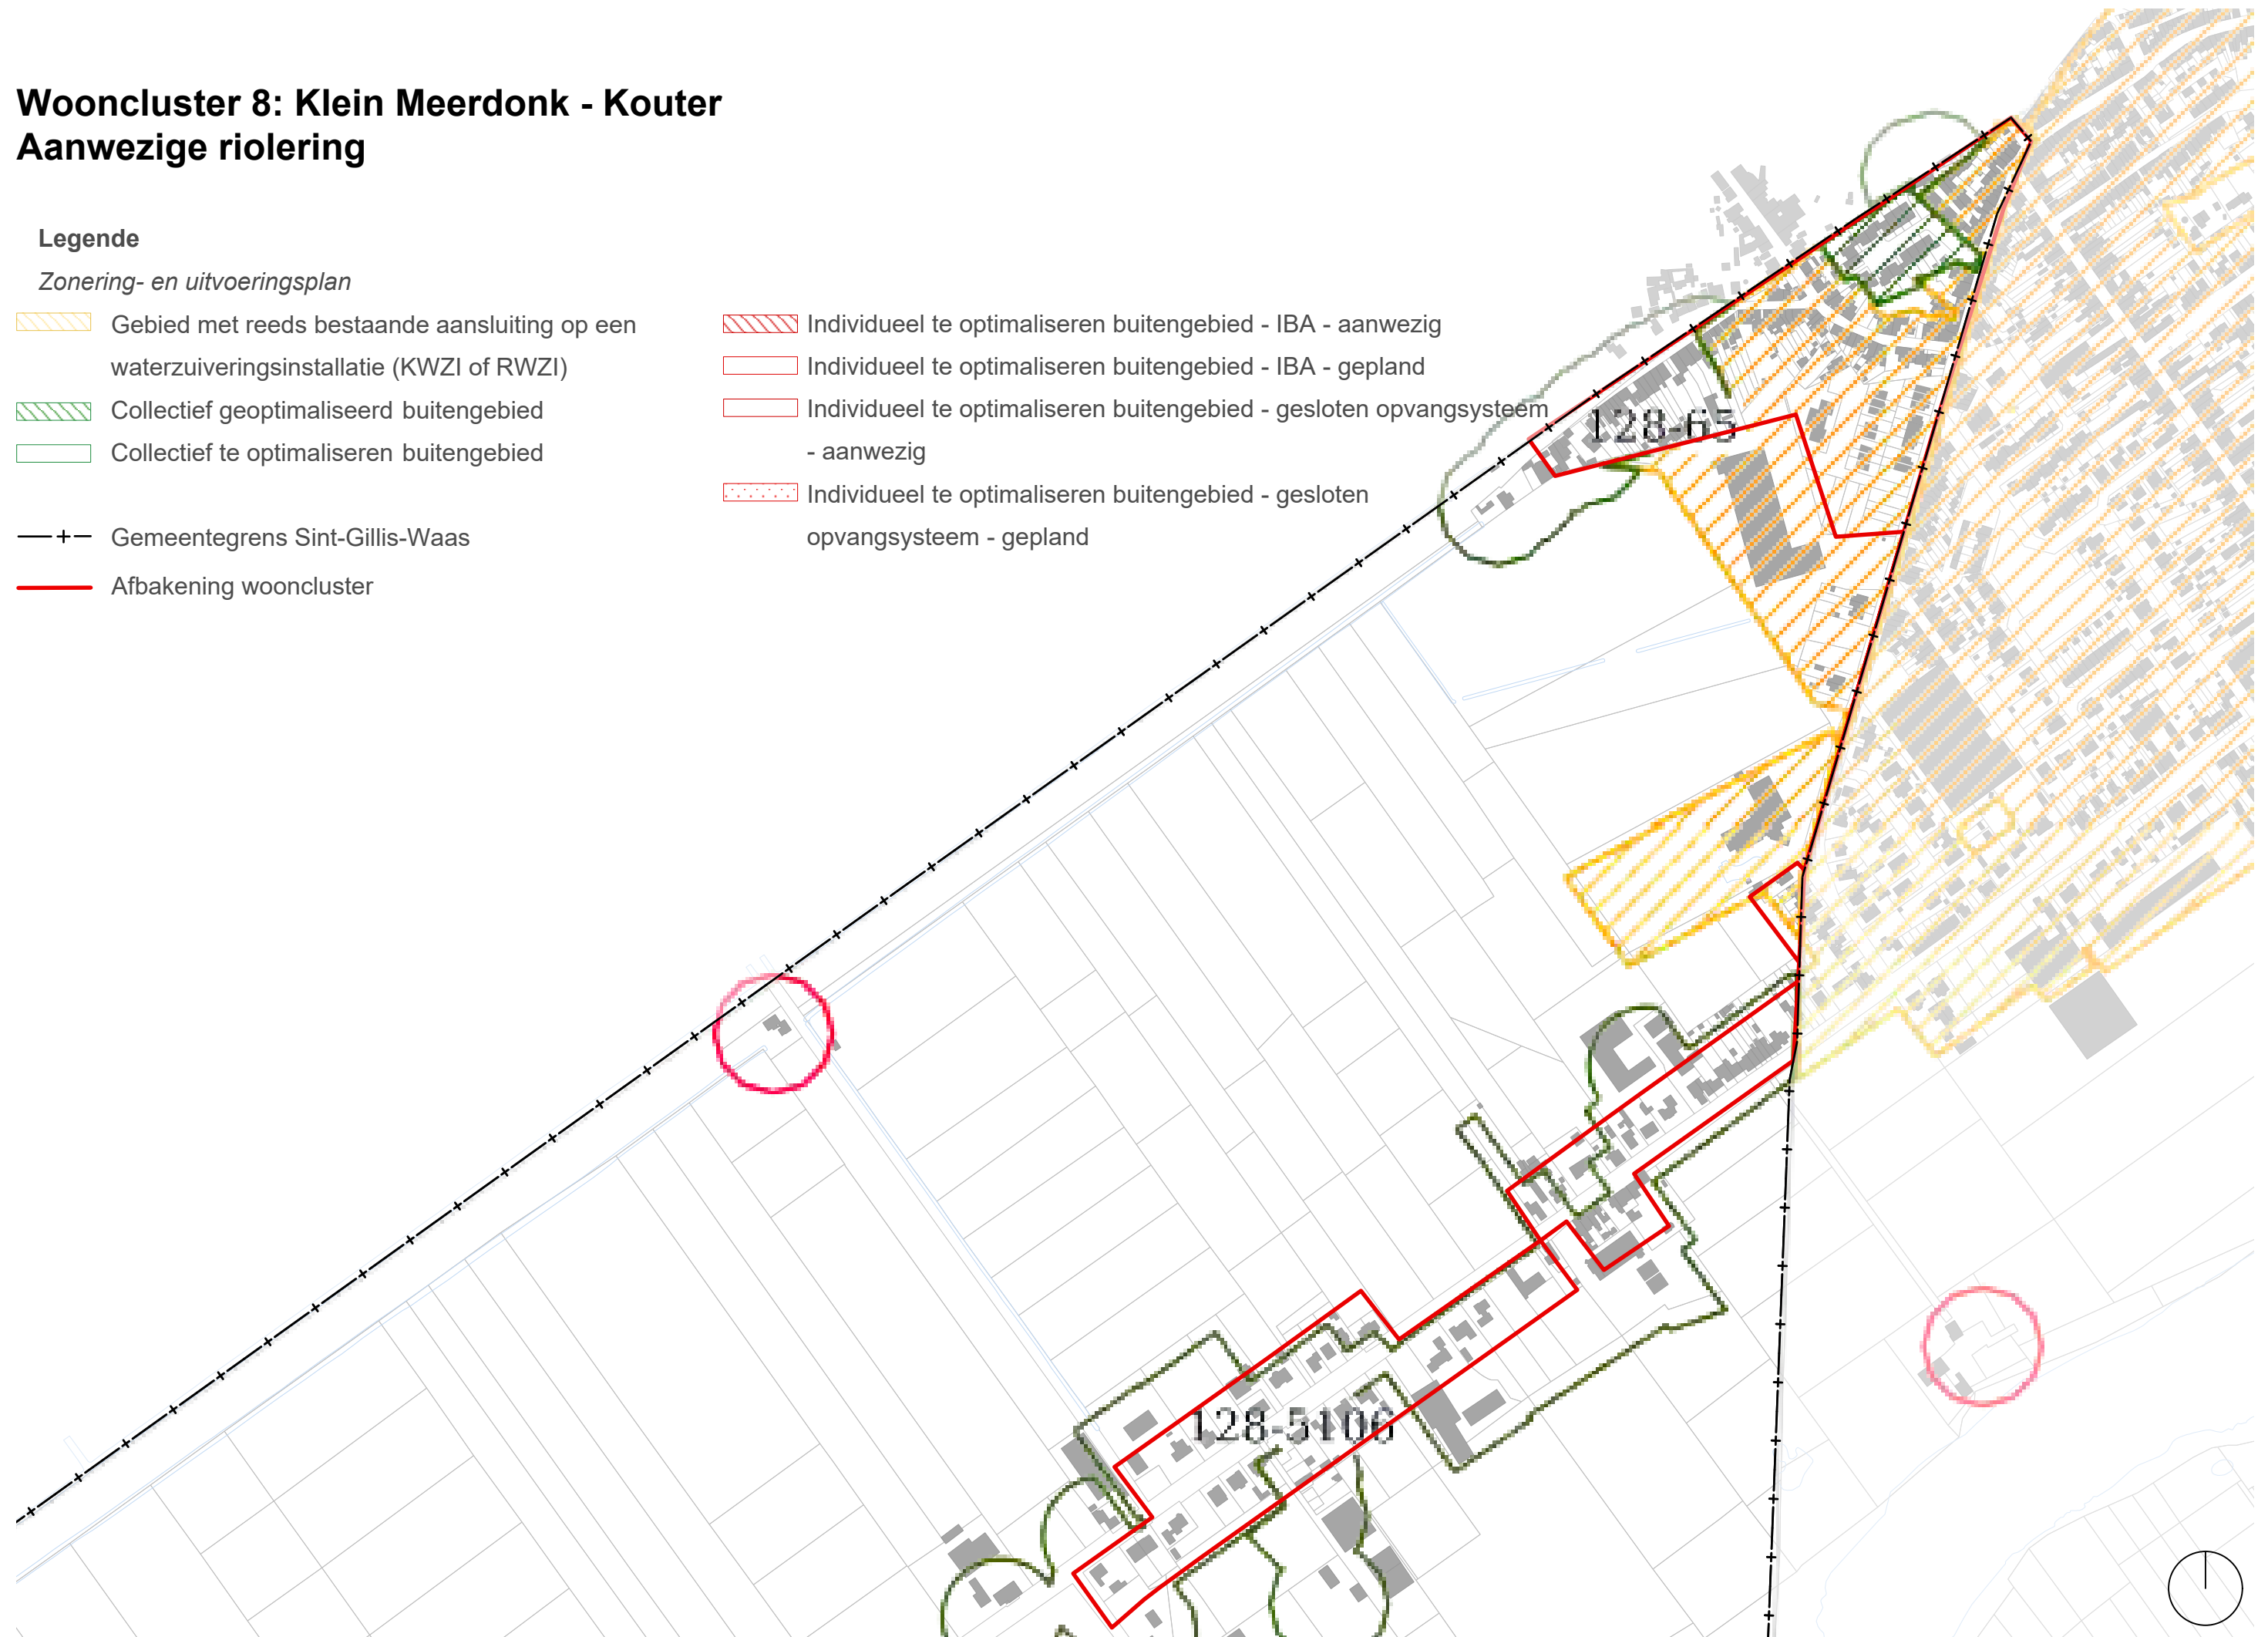 Wooncluster 8: Klein Meerdonk - Kouter
Aanwezige riolering
Legende
Zonering- en uitvoeringsplan
Gebied met reeds bestaande aansluiting op een
waterzuiveringsinstallatie (KWZI of RWZI)
Collectief geoptimaliseerd buitengebied
Collectief te optimaliseren buitengebied
Gemeentegrens Sint-Gillis-Waas
Afbakening wooncluster
Individueel te optimaliseren buitengebied - IBA - aanwezig
Individueel te optimaliseren buitengebied - IBA - gepland
Individueel te optimaliseren buitengebied - gesloten opvangsysteem
- aanwezig
Individueel te optimaliseren buitengebied - gesloten
opvangsysteem - gepland
128-65
128-5106